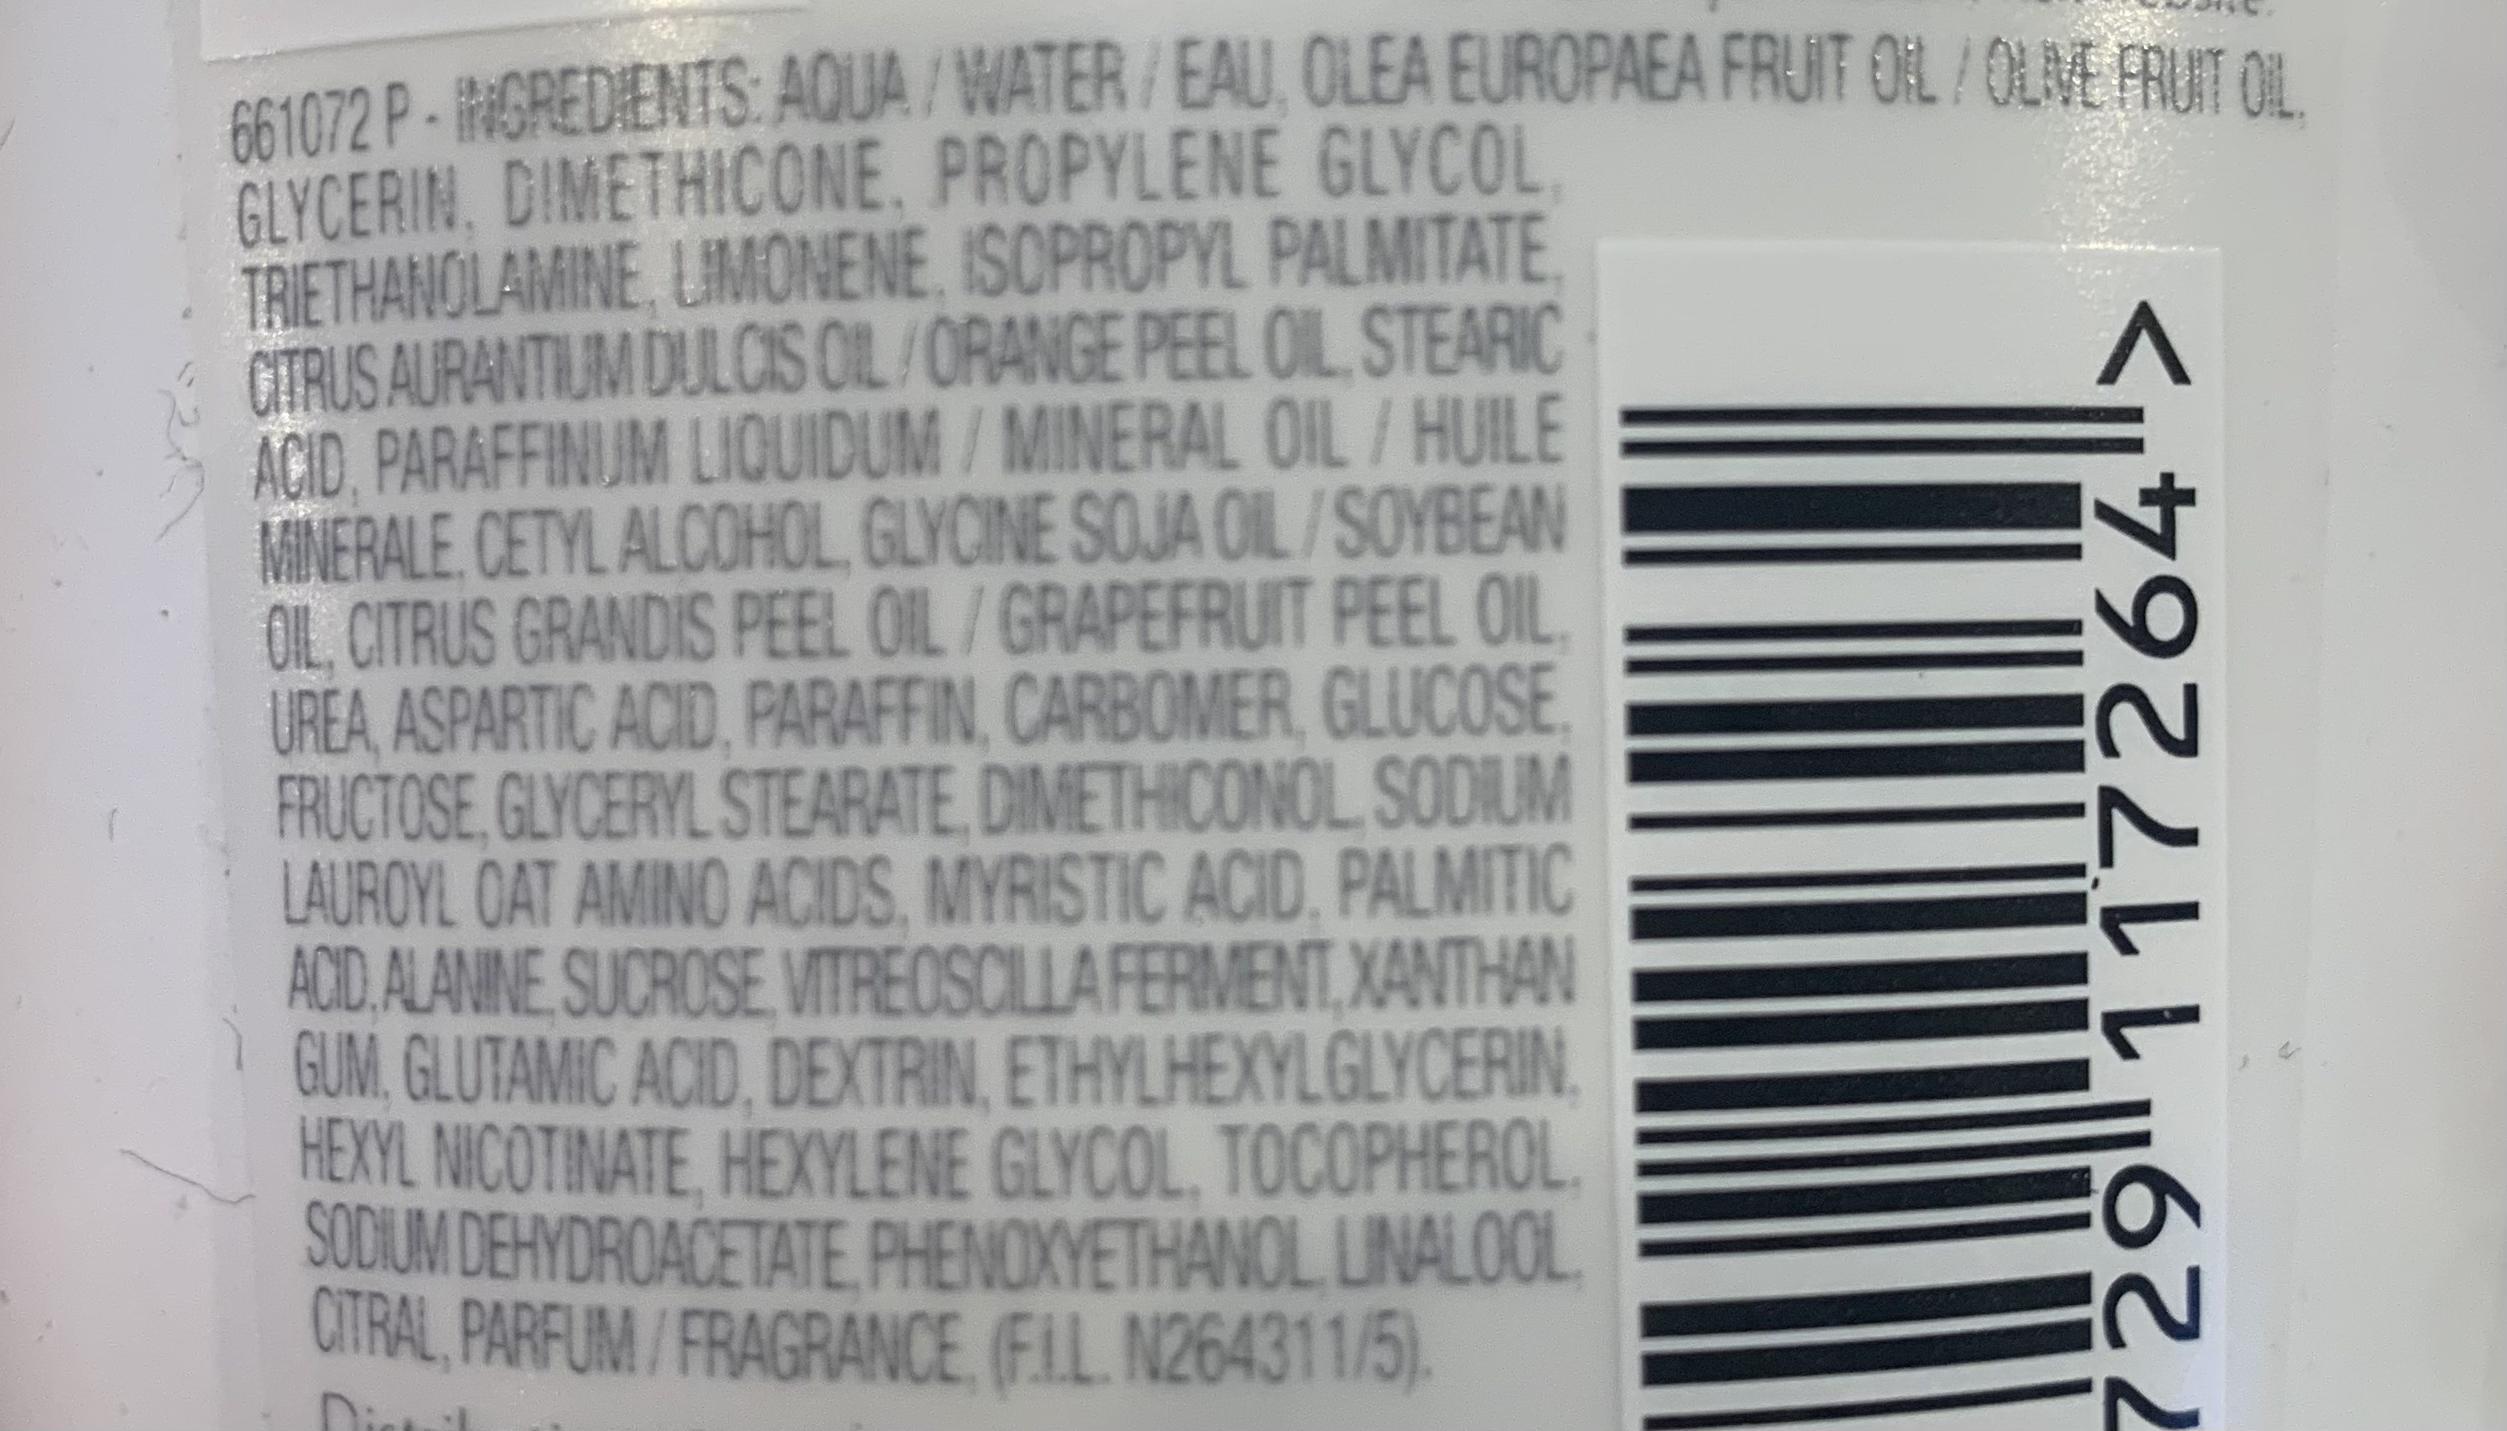 661072 P - INGREDIENTS: AQUA / WATER / EAU, OLEA EUROPAEA FRUIT OIL / OLIVE FRUIT OIL,
GLYCERIN, DIMETHICONE, PROPYLENE GLYCOL,
TRIETHANOLAMINE, LIMONENE, ISOPROPYL PALMITATE,
CITRUS AURANTIUM DULCIS OIL / ORANGE PEEL OIL, STEARIC
ACID, PARAFFINUM LIQUIDUM / MINERAL OIL / HUILE
MINERALE, CETYL ALCOHOL, GLYCINE SOJA OIL / SOYBEAN
OIL, CITRUS GRANDIS PEEL OIL / GRAPEFRUIT PEEL OIL,
UREA, ASPARTIC ACID, PARAFFIN, CARBOMER, GLUCOSE,
FRUCTOSE, GLYCERYL STEARATE, DIMETHICONOL, SODIUM
LAUROYL OAT AMINO ACIDS, MYRISTIC ACID, PALMITIC
ACID, ALANINE, SUCROSE, VITREOSCILLA FERMENT, XANTHAN
GUM, GLUTAMIC ACID, DEXTRIN, ETHYLHEXYLGLYCERIN,
HEXYL NICOTINATE, HEXYLENE GLYCOL, TOCOPHEROL,
SODIUM DEHYDROACETATE, PHENOXYETHANOL, LINALOOL,
CITRAL, PARFUM / FRAGRANCE, (F.I.L. N264311/5).
729 117264 >